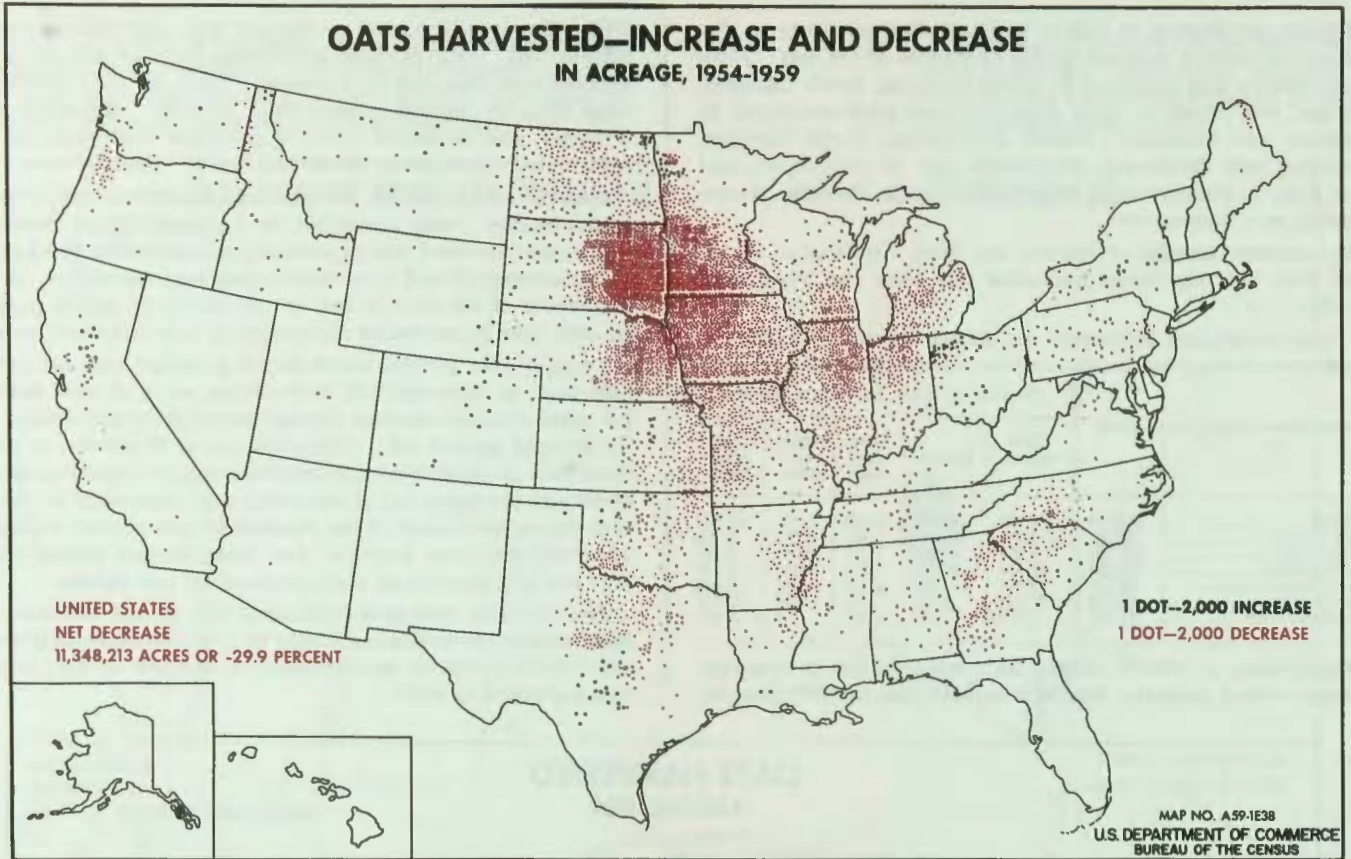 OATS HARVESTED—INCREASE AND DECREASE
IN ACREAGE, 1954-1959
UNITED STATES
NET DECREASE
11,348,213 ACRES OR -29.9 PERCENT
1 DOT—2,000 INCREASE
1 DOT—2,000 DECREASE
MAP NO. A59-1E38
U.S. DEPARTMENT OF COMMERCE
BUREAU OF THE CENSUS